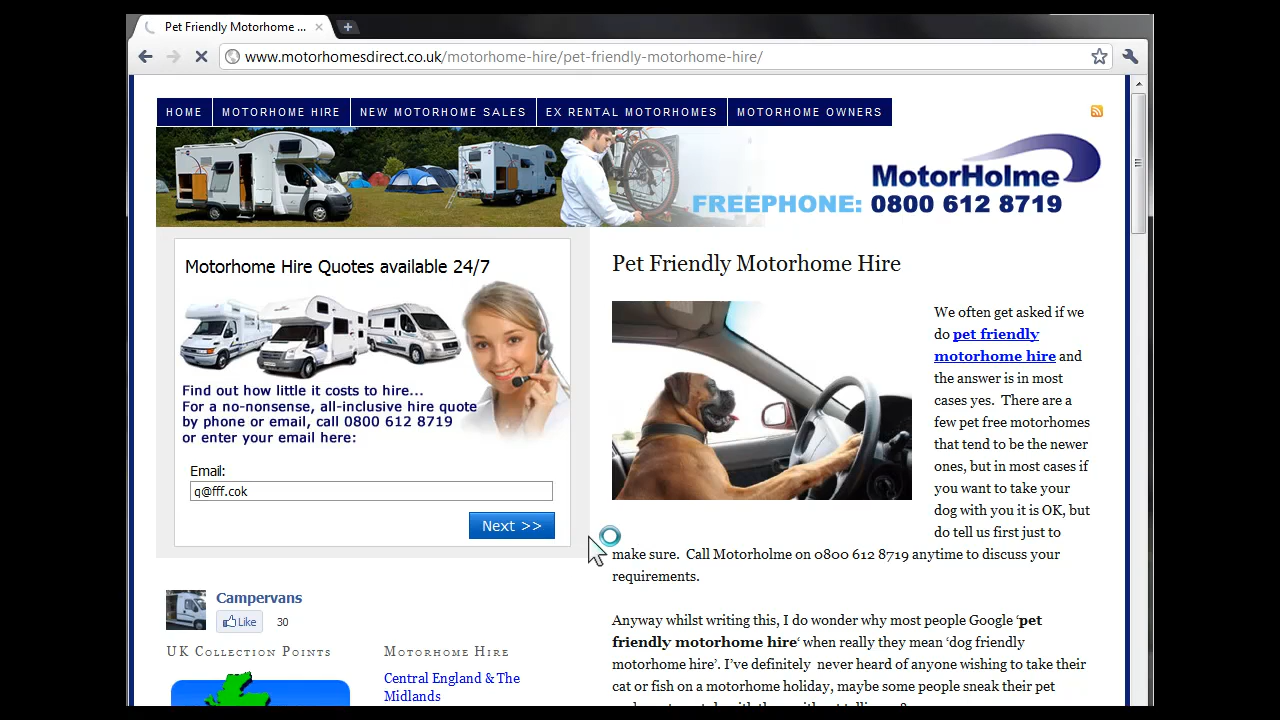 Pet Friendly Motorhome ...
www.motorhomesdirect.co.uk/motorhome-hire/pet-friendly-motorhome-hire/
HOME MOTORHOME HIRE NEW MOTORHOME SALES EX RENTAL MOTORHOMES MOTORHOME OWNERS
MotorHolme
FREEPHONE: 0800 612 8719
Motorhome Hire Quotes available 24/7
Find out how little it costs to hire...
For a no-nonsense, all-inclusive hire quote
by phone or email, call 0800 612 8719
or enter your email here:
Email:
q@fff.cok
Next >>
Campervans
Like 30
UK Collection Points
Motorhome Hire
Central England & The
Midlands
Pet Friendly Motorhome Hire
We often get asked if we
do pet friendly
motorhome hire and
the answer is in most
cases yes. There are a
few pet free motorhomes
that tend to be the newer
ones, but in most cases if
you want to take your
dog with you it is OK, but
do tell us first just to
make sure. Call Motorholme on 0800 612 8719 anytime to discuss your
requirements.
Anyway whilst writing this, I do wonder why most people Google ‘pet
friendly motorhome hire‘ when really they mean ‘dog friendly
motorhome hire’. I’ve definitely never heard of anyone wishing to take their
cat or fish on a motorhome holiday, maybe some people sneak their pet